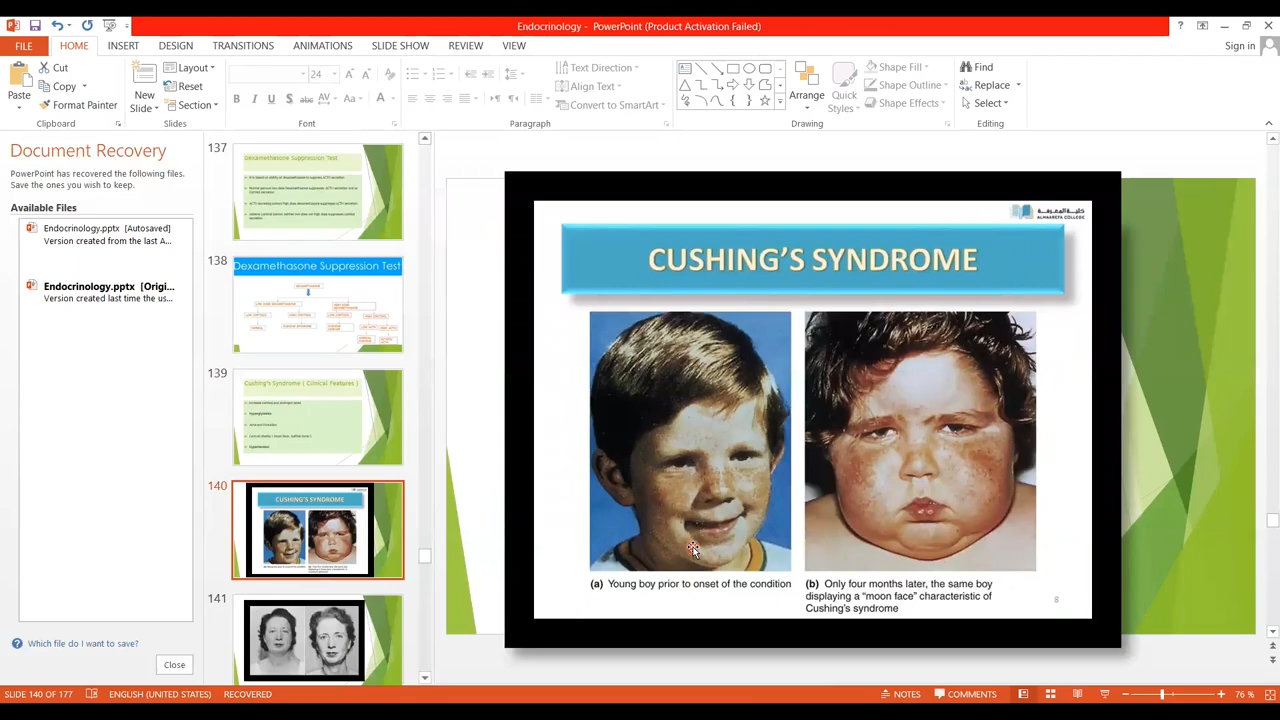 Endocrinology - PowerPoint (Product Activation Failed)
Sign in
FILE HOME INSERT DESIGN TRANSITIONS ANIMATIONS SLIDE SHOW REVIEW VIEW
Paste
Cut
Copy
Format Painter
Clipboard
New Slide
Layout
Reset
Section
Slides
24
Font
Text Direction
Align Text
Convert to SmartArt
Paragraph
Arrange
Quick Styles
Shape Fill
Shape Outline
Shape Effects
Drawing
Find
Replace
Select
Editing
Document Recovery
PowerPoint has recovered the following files.
Save the ones you wish to keep.
Available Files
Endocrinology.pptx [Autosaved]
Version created from the last A...
Endocrinology.pptx [Origi...
Version created last time the us...
Which file do I want to save?
Close
137
Dexamethasone Suppression Test
138
Dexamethasone Suppression Test
139
Cushing's Syndrome ( Clinical Features )
140
CUSHING'S SYNDROME
141
كلية المعرفة
ALMAAREFA COLLEGE
CUSHING'S SYNDROME
(a) Young boy prior to onset of the condition
(b) Only four months later, the same boy
displaying a "moon face" characteristic of
Cushing's syndrome
8
SLIDE 140 OF 177 ENGLISH (UNITED STATES) RECOVERED
NOTES COMMENTS 76 %